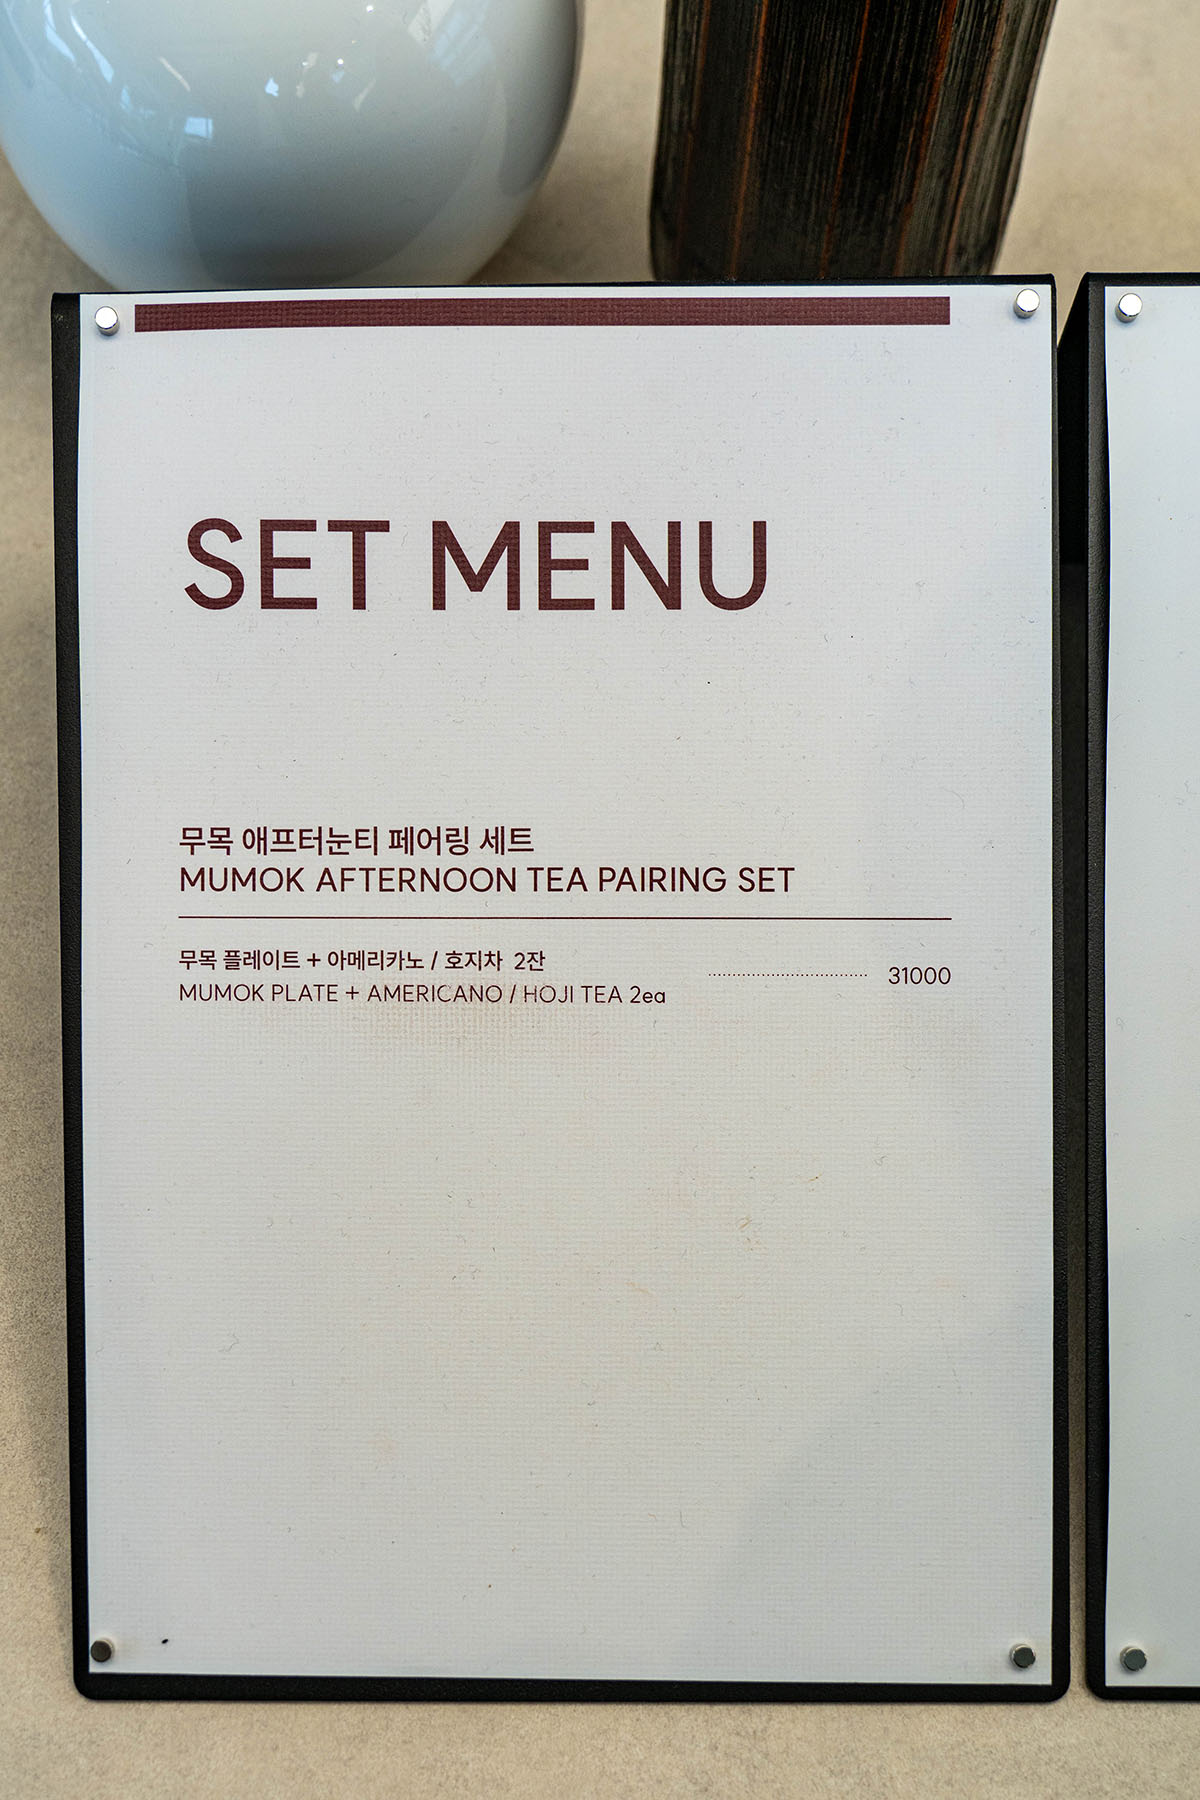 SET MENU
무목 애프터눈티 페어링 세트
MUMOK AFTERNOON TEA PAIRING SET
무목 플레이트 + 아메리카노 / 호지차 2잔
MUMOK PLATE + AMERICANO / HOJI TEA 2ea
31000